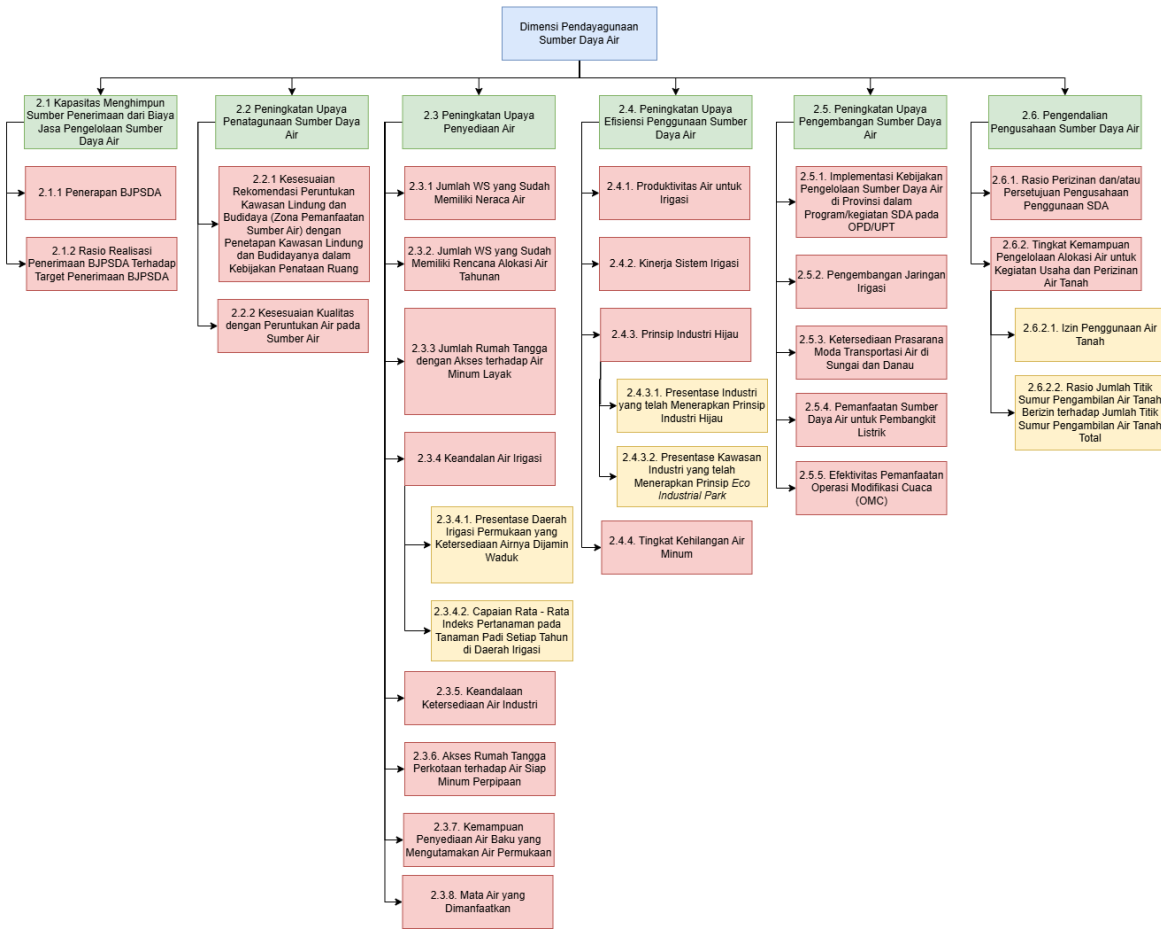 Dimensi Pendayagunaan
Sumber Daya Air
2.1 Kapasitas Menghimpun
Sumber Penerimaan dari Biaya
Jasa Pengelolaan Sumber
Daya Air
2.1.1 Penerapan BJPSDA
2.1.2 Rasio Realisasi
Penerimaan BJPSDA Terhadap
Target Penerimaan BJPSDA
2.2 Peningkatan Upaya
Penatagunaan Sumber Daya
Air
2.2.1 Kesesuaian
Rekomendasi Peruntukan
Kawasan Lindung dan
Budidaya (Zona Pemanfaatan
Sumber Air) dengan
Penetapan Kawasan Lindung
dan Budidayanya dalam
Kebijakan Penataan Ruang
2.2.2 Kesesuaian Kualitas
dengan Peruntukan Air pada
Sumber Air
2.3 Peningkatan Upaya
Penyediaan Air
2.3.1 Jumlah WS yang Sudah
Memiliki Neraca Air
2.3.2. Jumlah WS yang Sudah
Memiliki Rencana Alokasi Air
Tahunan
2.3.3 Jumlah Rumah Tangga
dengan Akses terhadap Air
Minum Layak
2.3.4 Keandalan Air Irigasi
2.3.4.1. Presentase Daerah
Irigasi Permukaan yang
Ketersediaan Airnya Dijamin
Waduk
2.3.4.2. Capaian Rata - Rata
Indeks Pertanaman pada
Tanaman Padi Setiap Tahun
di Daerah Irigasi
2.3.5. Keandalaan
Ketersediaan Air Industri
2.3.6. Akses Rumah Tangga
Perkotaan terhadap Air Siap
Minum Perpipaan
2.3.7. Kemampuan
Penyediaan Air Baku yang
Mengutamakan Air Permukaan
2.3.8. Mata Air yang
Dimanfaatkan
2.4. Peningkatan Upaya
Efisiensi Penggunaan Sumber
Daya Air
2.4.1. Produktivitas Air untuk
Irigasi
2.4.2. Kinerja Sistem Irigasi
2.4.3. Prinsip Industri Hijau
2.4.3.1. Presentase Industri
yang telah Menerapkan Prinsip
Industri Hijau
2.4.3.2. Presentase Kawasan
Industri yang telah
Menerapkan Prinsip Eco
Industrial Park
2.4.4. Tingkat Kehilangan Air
Minum
2.5. Peningkatan Upaya
Pengembangan Sumber Daya
Air
2.5.1. Implementasi Kebijakan
Pengelolaan Sumber Daya Air
di Provinsi dalam
Program/kegiatan SDA pada
OPD/UPT
2.5.2. Pengembangan Jaringan
Irigasi
2.5.3. Ketersediaan Prasarana
Moda Transportasi Air di
Sungai dan Danau
2.5.4. Pemanfaatan Sumber
Daya Air untuk Pembangkit
Listrik
2.5.5. Efektivitas Pemanfaatan
Operasi Modifikasi Cuaca
(OMC)
2.6. Pengendalian
Pengusahaan Sumber Daya Air
2.6.1. Rasio Perizinan dan/atau
Persetujuan Pengusahaan
Penggunaan SDA
2.6.2. Tingkat Kemampuan
Pengelolaan Alokasi Air untuk
Kegiatan Usaha dan Perizinan
Air Tanah
2.6.2.1. Izin Penggunaan Air
Tanah
2.6.2.2. Rasio Jumlah Titik
Sumur Pengambilan Air Tanah
Berizin terhadap Jumlah Titik
Sumur Pengambilan Air Tanah
Total